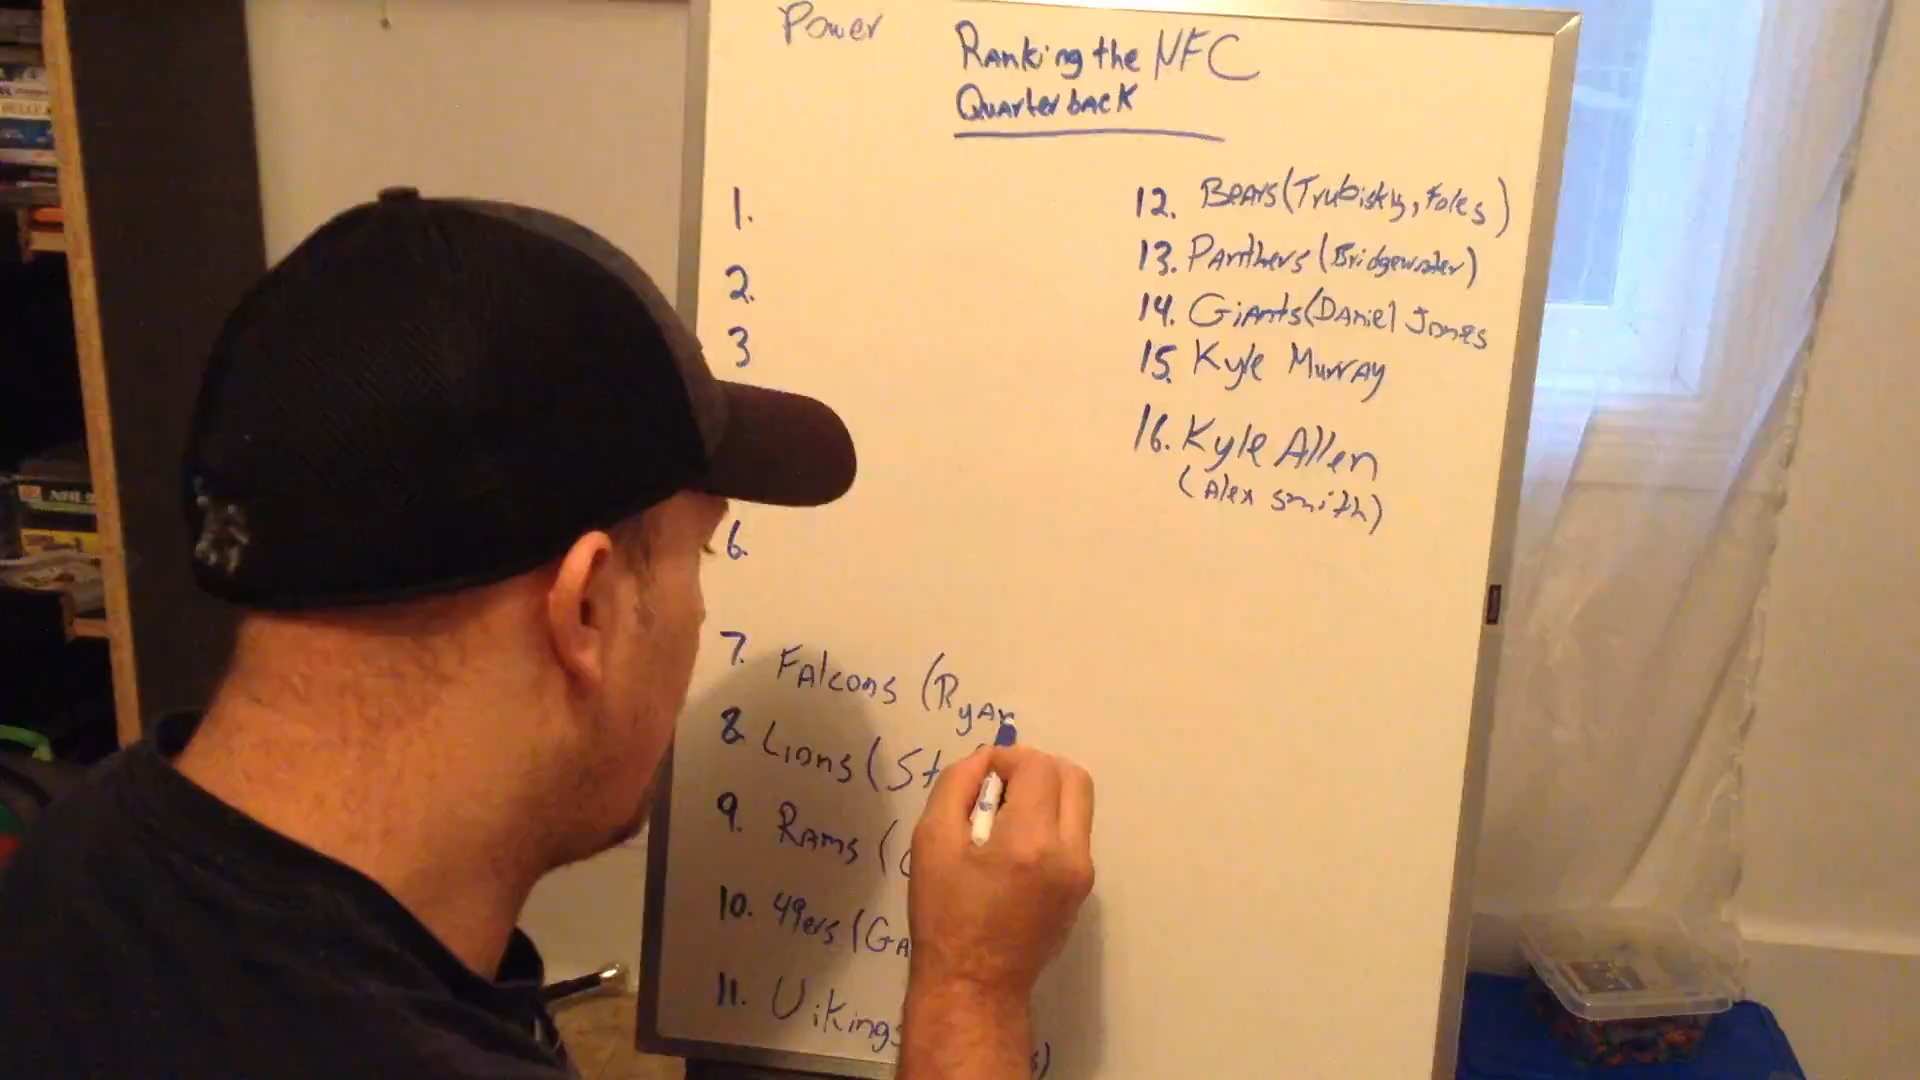 Power
Ranking the NFC
Quarterback
1.
2.
3
6.
7. Falcons (Ryan
8. Lions (St
9. Rams (
10. 49ers (Ga
11. Vikings s)
12. Bears (Trubisky, Foles)
13. Panthers (Bridgewater)
14. Giants (Daniel Jones
15. Kyle Murray
16. Kyle Allen
(Alex Smith)
NHL